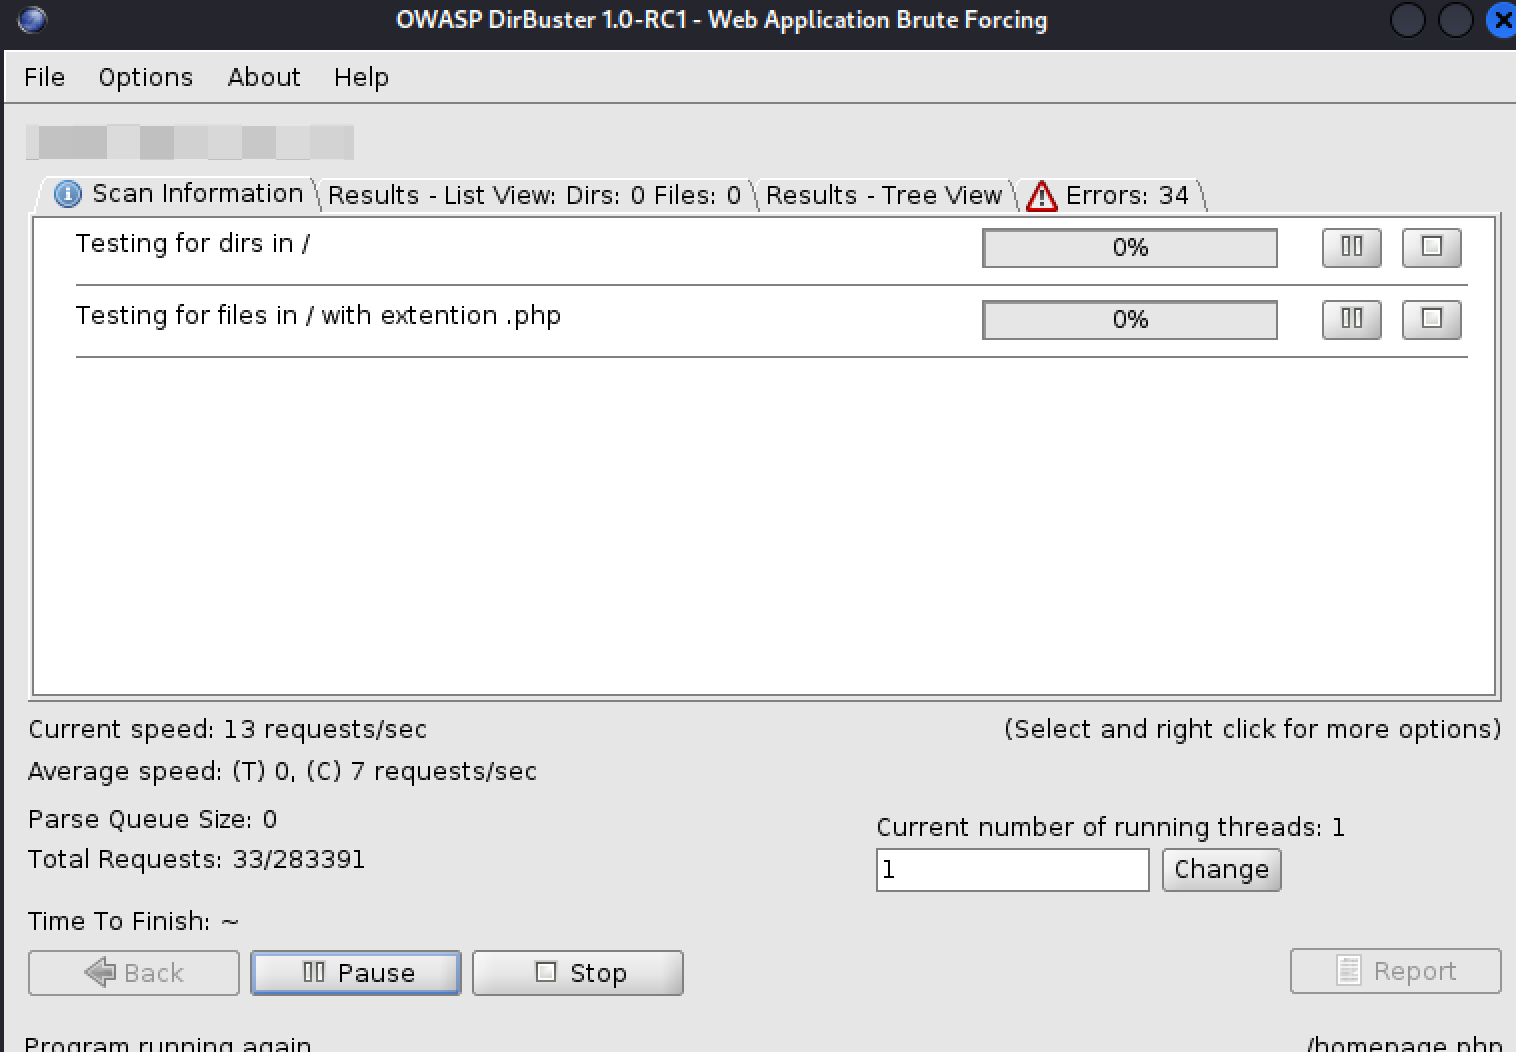 OWASP DirBuster 1.0-RC1 - Web Application Brute Forcing
File Options About Help
Scan Information Results - List View: Dirs: 0 Files: 0 Results - Tree View Errors: 34
Testing for dirs in / 0%
Testing for files in / with extention .php 0%
Current speed: 13 requests/sec (Select and right click for more options)
Average speed: (T) 0, (C) 7 requests/sec
Parse Queue Size: 0
Current number of running threads: 1
Total Requests: 33/283391
1 Change
Time To Finish: ~
Back Pause Stop Report
Program running again /homepage.php